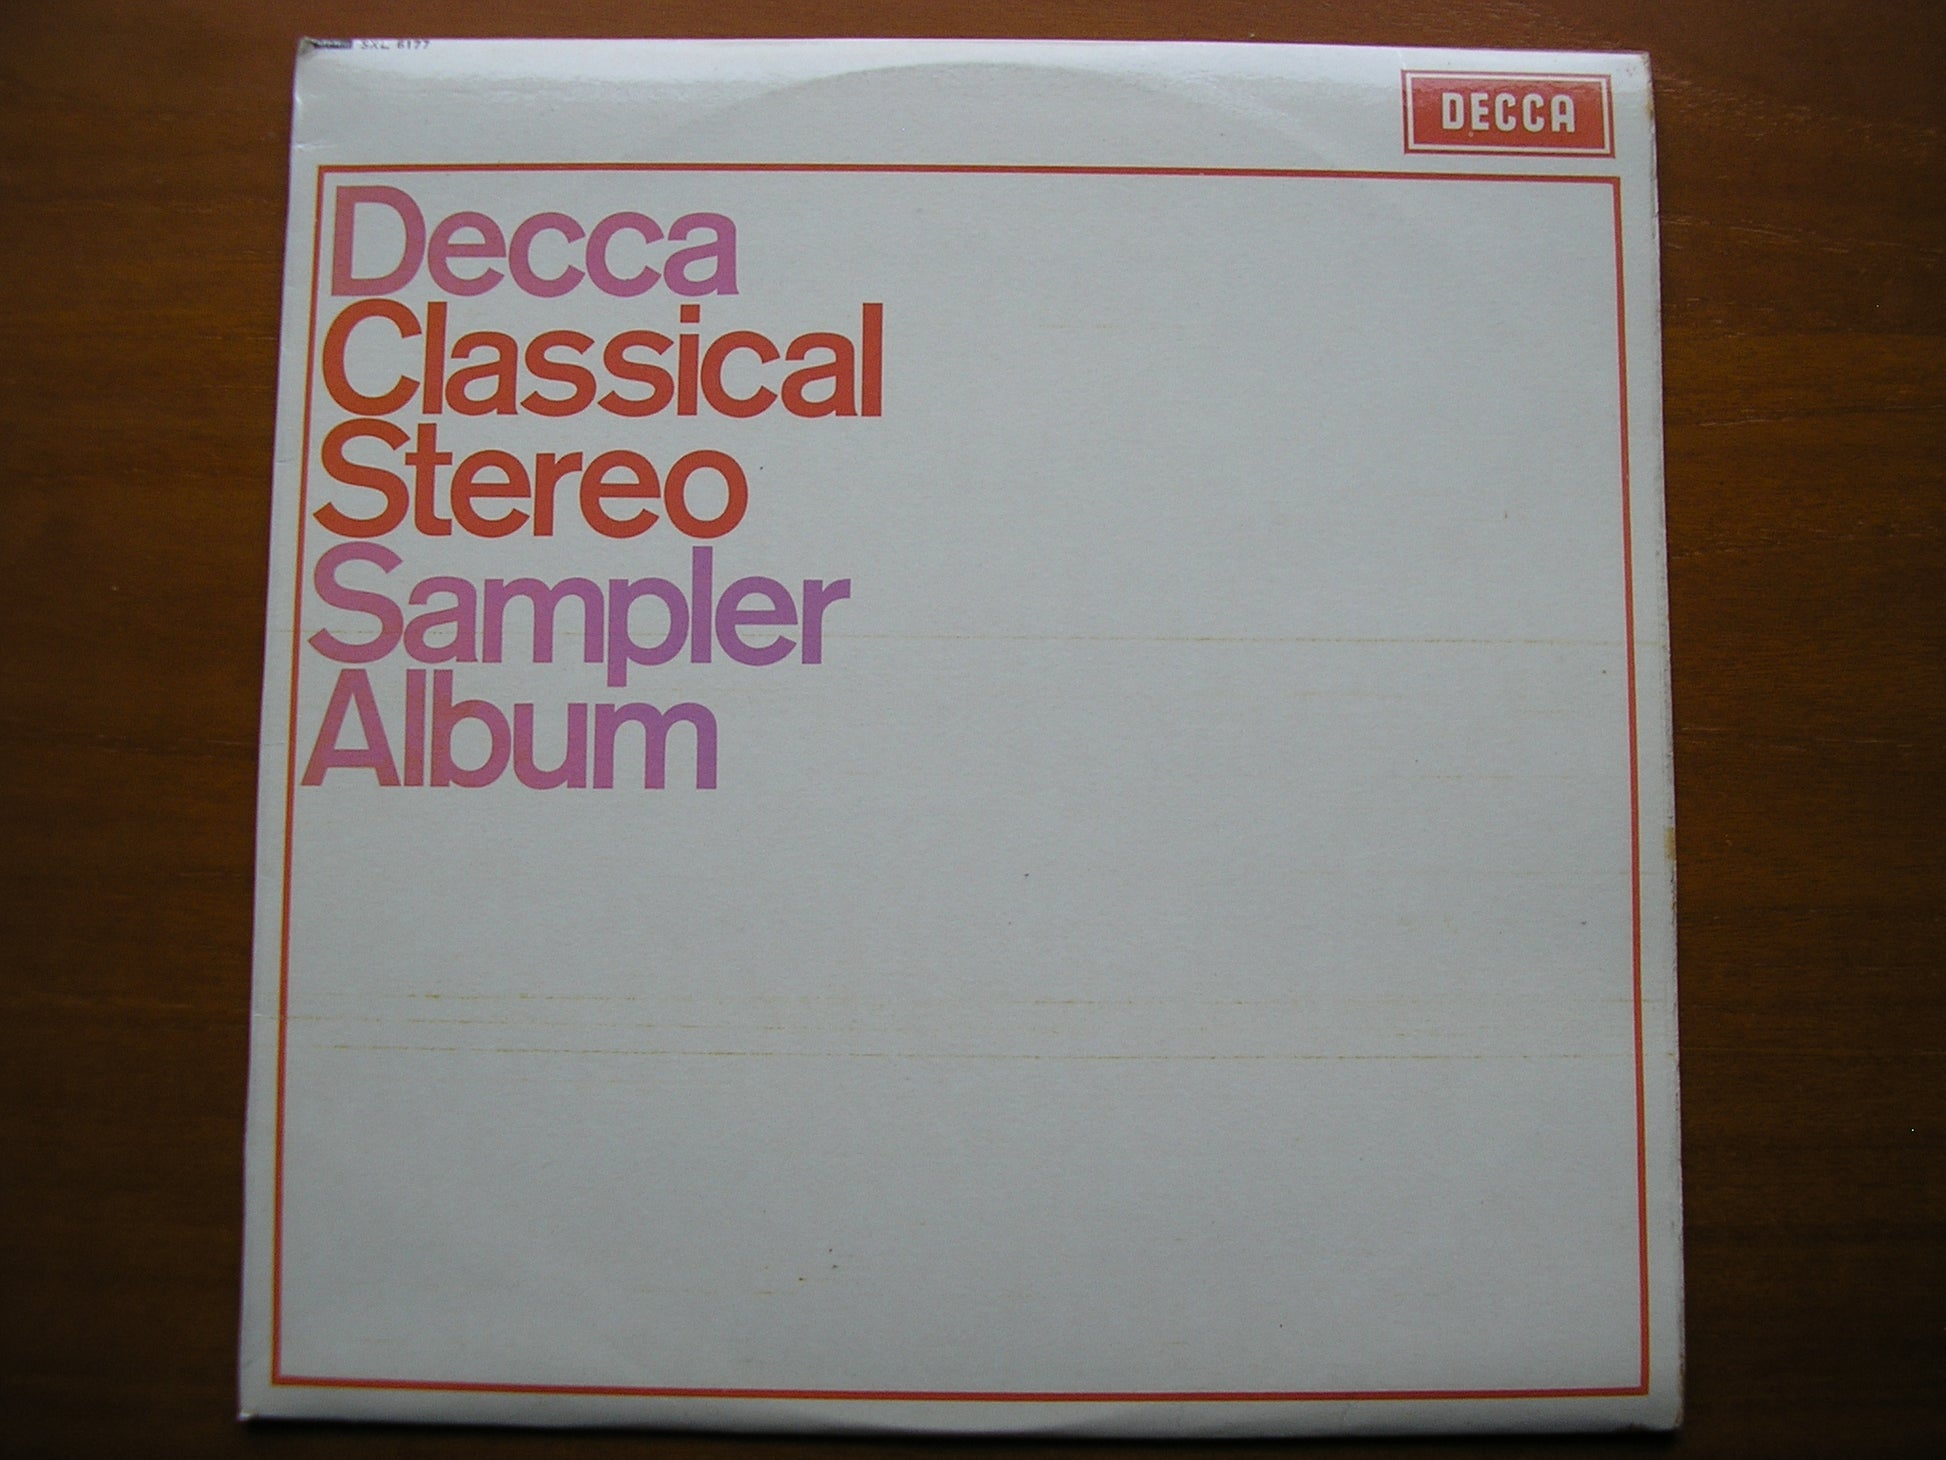 SXL 6177
DECCA
Decca
Classical
Stereo
Sampler
Album